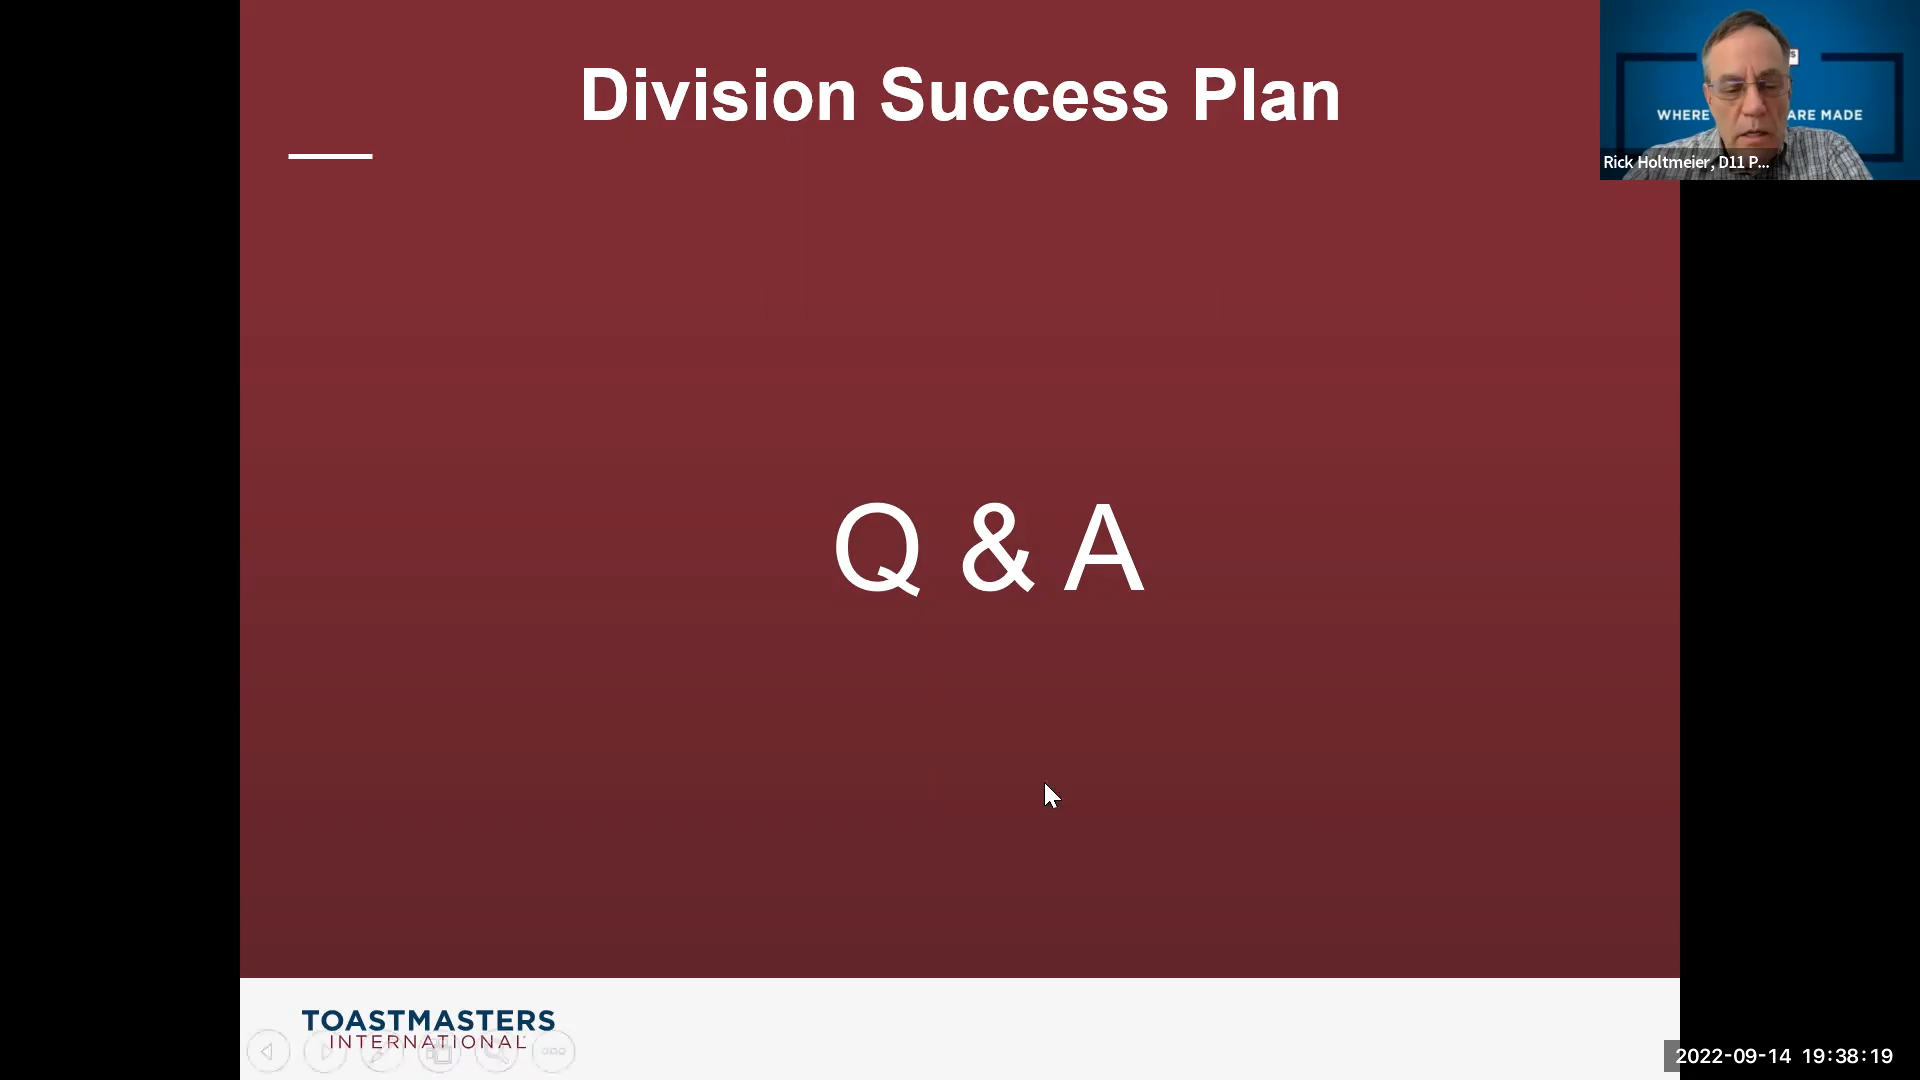 Division Success Plan
WHERE ARE MADE
Rick Holtmeier, D11 P...
Q & A
TOASTMASTERS
INTERNATIONAL
2022-09-14 19:38:19